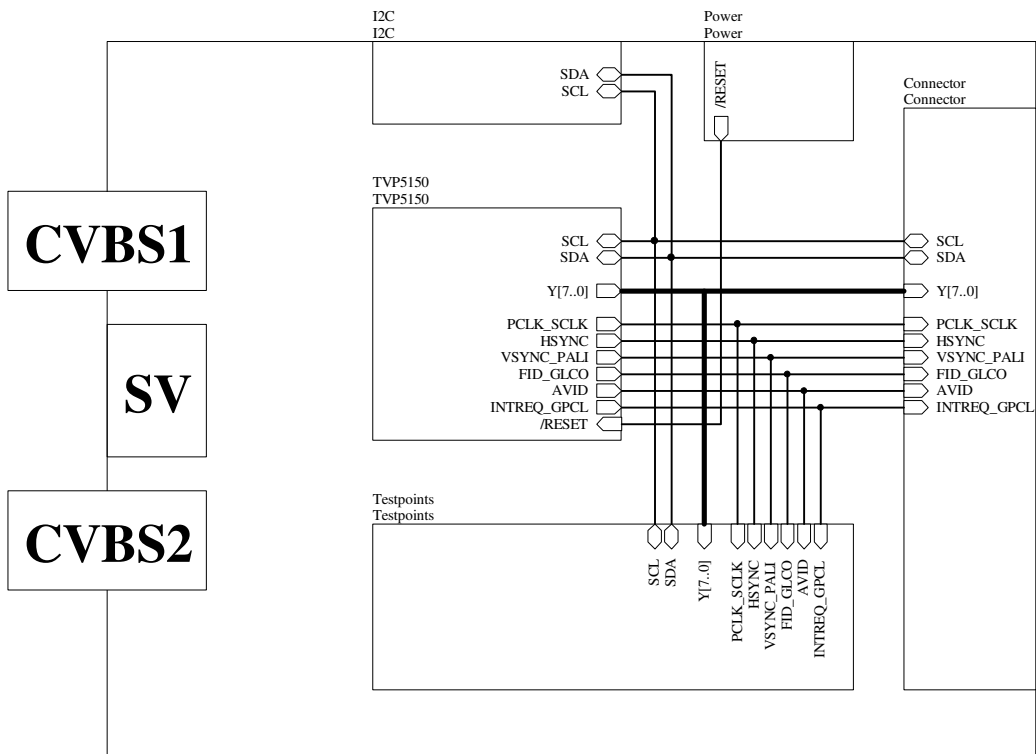 I2C
I2C
SDA
SCL
Power
Power
/RESET
Connector
Connector
SCL
SDA
Y[7..0]
PCLK_SCLK
HSYNC
VSYNC_PALI
FID_GLCO
AVID
INTREQ_GPCL
TVP5150
TVP5150
SCL
SDA
Y[7..0]
PCLK_SCLK
HSYNC
VSYNC_PALI
FID_GLCO
AVID
INTREQ_GPCL
/RESET
CVBS1
SV
CVBS2
Testpoints
Testpoints
SCL
SDA
Y[7..0]
PCLK_SCLK
HSYNC
VSYNC_PALI
FID_GLCO
AVID
INTREQ_GPCL